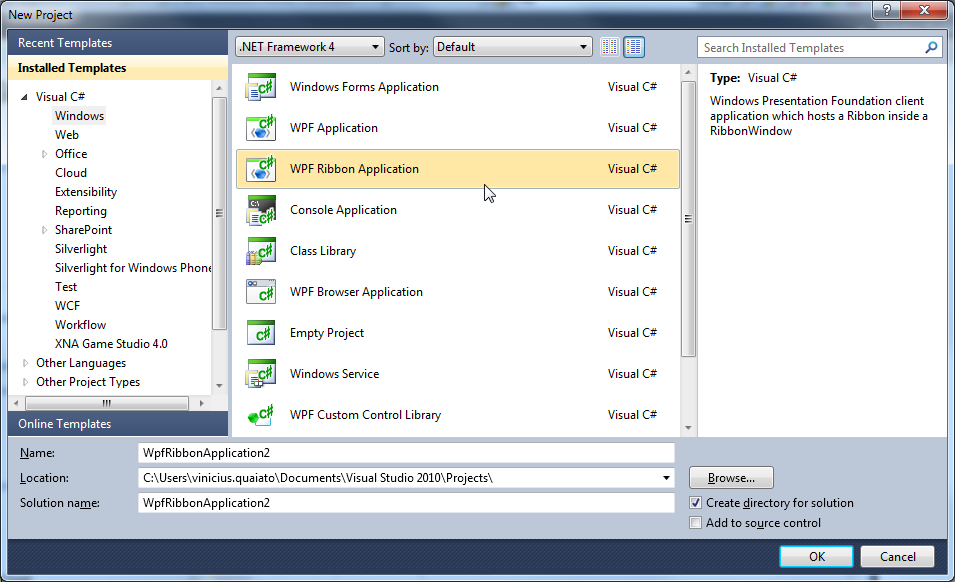 New Project
Recent Templates
Installed Templates
Visual C#
Windows
Web
Office
Cloud
Extensibility
Reporting
SharePoint
Silverlight
Silverlight for Windows Phone
Test
WCF
Workflow
XNA Game Studio 4.0
Other Languages
Other Project Types
Online Templates
.NET Framework 4 Sort by: Default
Windows Forms Application Visual C#
WPF Application Visual C#
WPF Ribbon Application Visual C#
Console Application Visual C#
Class Library Visual C#
WPF Browser Application Visual C#
Empty Project Visual C#
Windows Service Visual C#
WPF Custom Control Library Visual C#
Search Installed Templates
Type: Visual C#
Windows Presentation Foundation client
application which hosts a Ribbon inside a
RibbonWindow
Name: WpfRibbonApplication2
Location: C:\Users\vinicius.quaiato\Documents\Visual Studio 2010\Projects\
Solution name: WpfRibbonApplication2
Browse...
Create directory for solution
Add to source control
OK Cancel